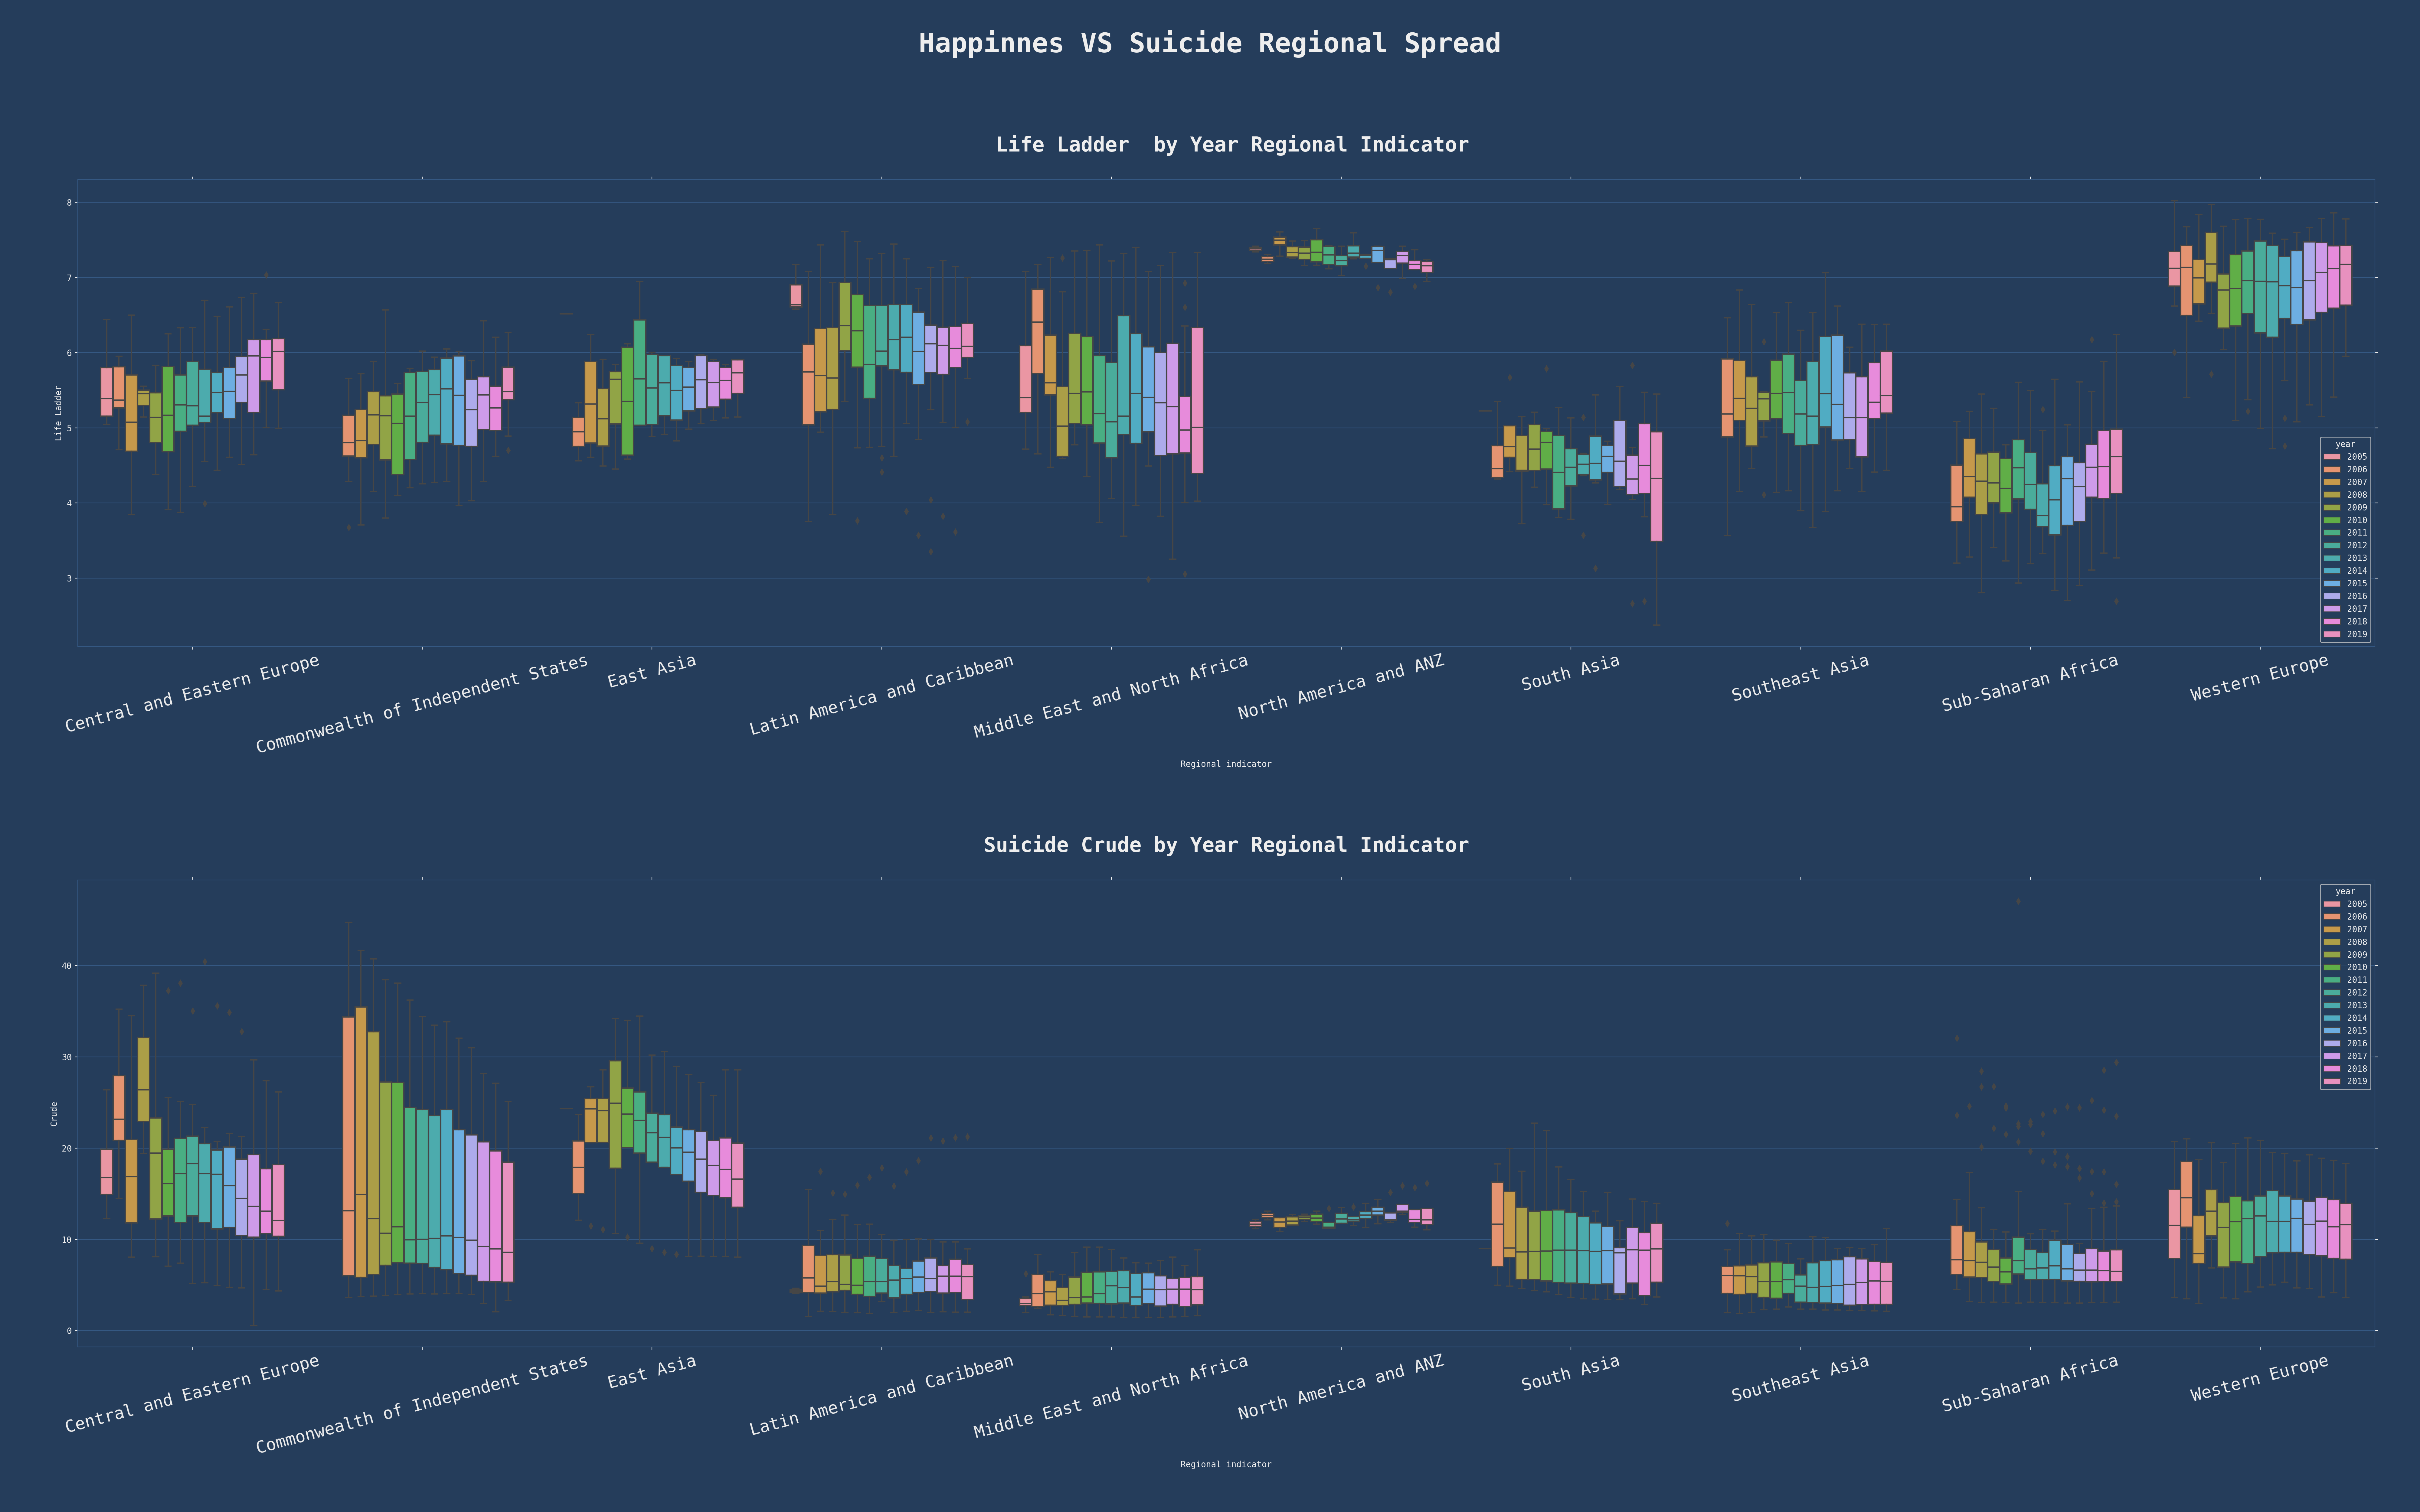 Happinnes VS Suicide Regional Spread
Life Ladder  by Year Regional Indicator
8
7
6
5
4
3
Life Ladder
year
2005
2006
2007
2008
2009
2010
2011
2012
2013
2014
2015
2016
2017
2018
2019
Central and Eastern Europe
Commonwealth of Independent States
East Asia
Latin America and Caribbean
Middle East and North Africa
North America and ANZ
South Asia
Southeast Asia
Sub-Saharan Africa
Western Europe
Regional indicator
Suicide Crude by Year Regional Indicator
40
30
20
10
0
Crude
year
2005
2006
2007
2008
2009
2010
2011
2012
2013
2014
2015
2016
2017
2018
2019
Central and Eastern Europe
Commonwealth of Independent States
East Asia
Latin America and Caribbean
Middle East and North Africa
North America and ANZ
South Asia
Southeast Asia
Sub-Saharan Africa
Western Europe
Regional indicator